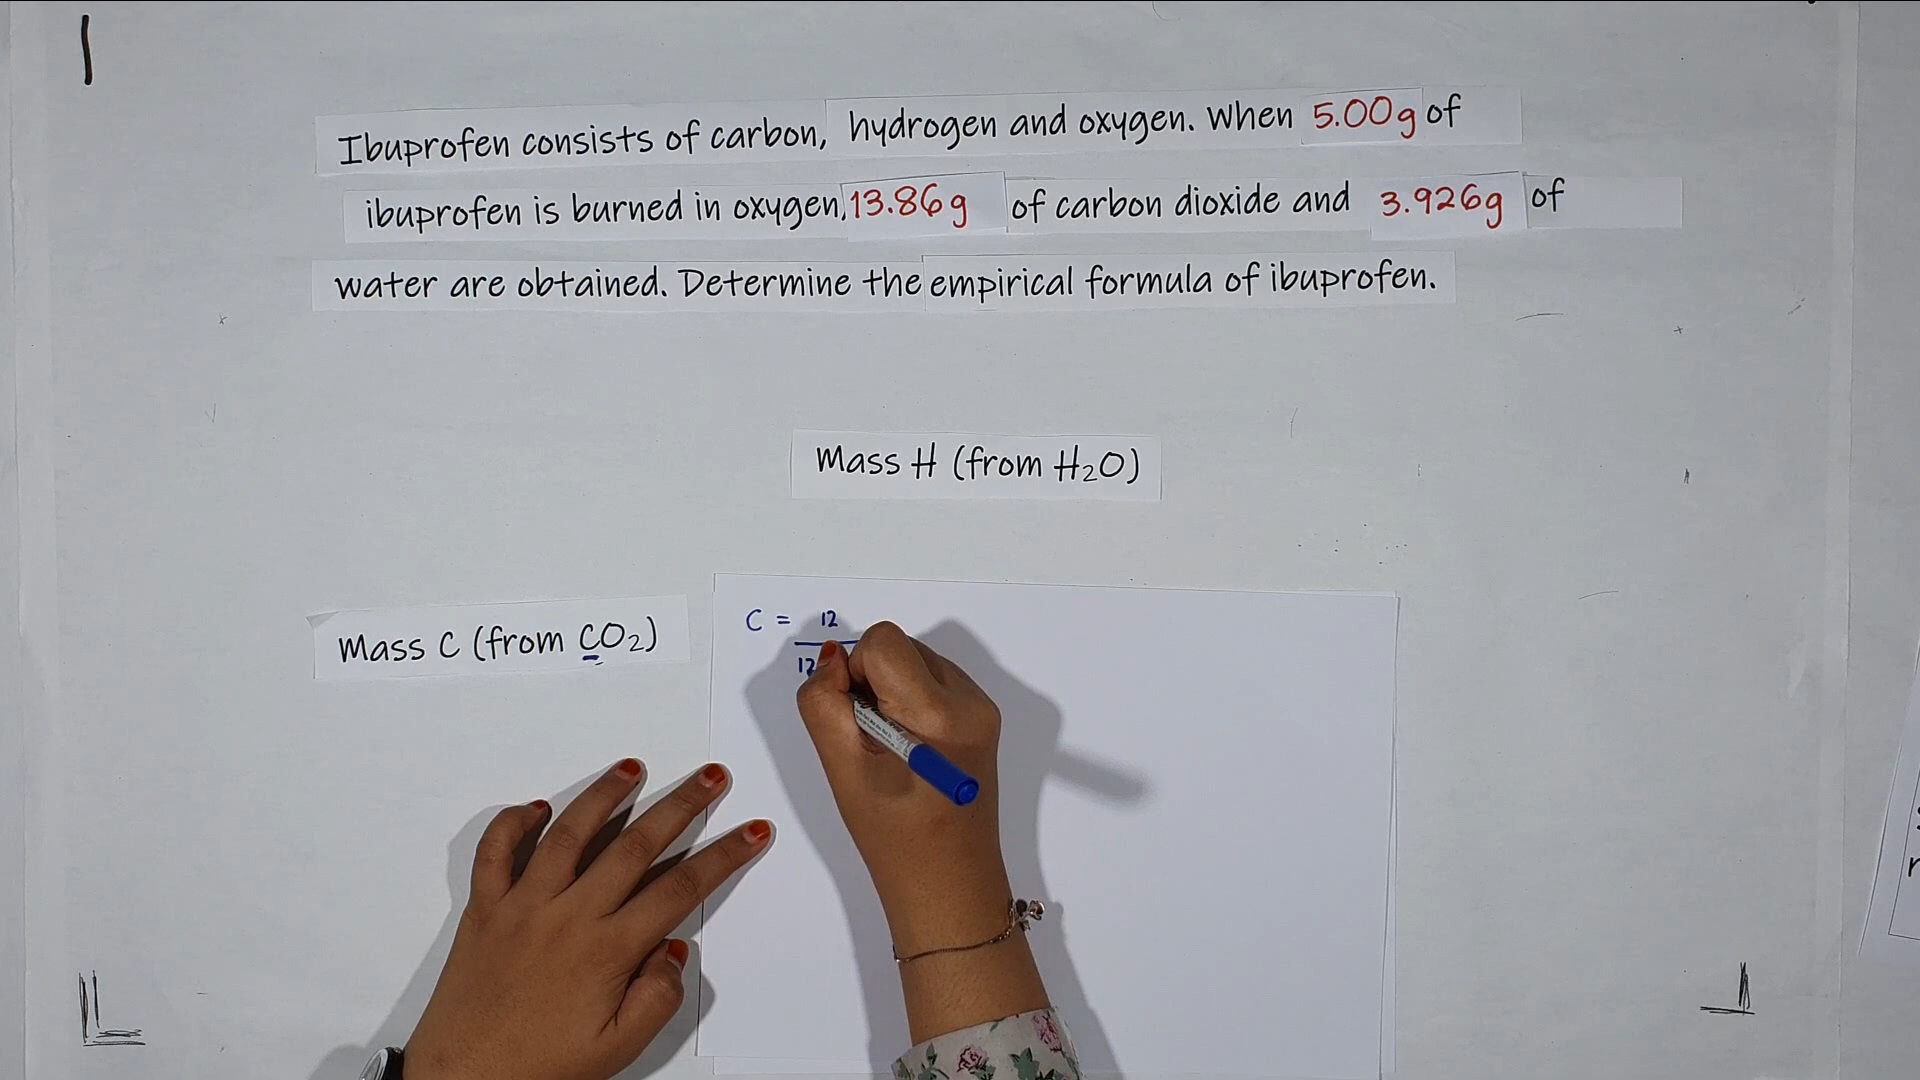 Ibuprofen consists of carbon, hydrogen and oxygen. When 5.00g of
ibuprofen is burned in oxygen, 13.86g of carbon dioxide and 3.926g of
water are obtained. Determine the empirical formula of ibuprofen.
Mass H (from H₂O)
Mass C (from CO₂)
C = 12
12